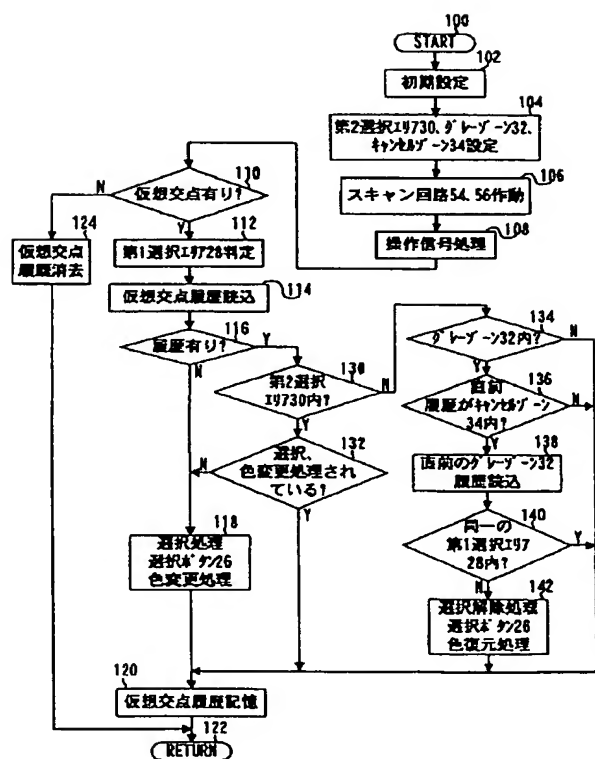 100
START
102
初期設定
104
第2選択ｴﾘｱ30、ｸﾞﾚｰｿﾞｰﾝ32、
ｷｬﾝｾﾙｿﾞｰﾝ34設定
106
スキャン回路54、56作動
108
操作信号処理
110
仮想交点有り?
N
Y
124
仮想交点
履歴消去
112
第1選択ｴﾘｱ28判定
114
仮想交点履歴読込
116
履歴有り?
Y
N
130
第2選択
ｴﾘｱ30内?
N
Y
132
選択、
色変更処理され
ている?
N
Y
118
選択処理
選択ﾎﾞﾀﾝ26
色変更処理
134
ｸﾞﾚｰｿﾞｰﾝ32内?
N
Y
136
直前
履歴がｷｬﾝｾﾙｿﾞｰﾝ
34内?
N
Y
138
直前のｸﾞﾚｰｿﾞｰﾝ32
履歴読込
140
同一の
第1選択ｴﾘｱ
28内?
Y
N
142
選択解除処理
選択ﾎﾞﾀﾝ26
色復元処理
120
仮想交点履歴記憶
122
RETURN